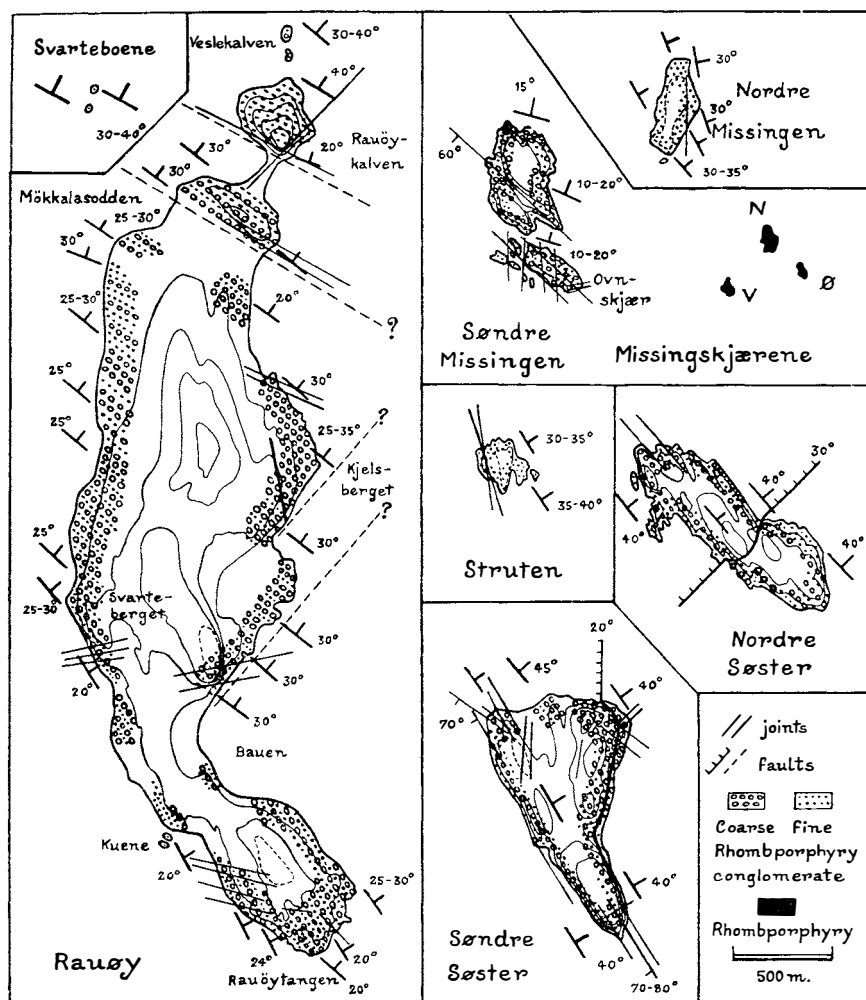 Svarteboene
30-40°
Veslekalven
30-40°
40°
20°
Rauöy-
kalven
30°
30°
Mökkalasodden
25-30°
30°
25-30°
20°
?
25°
30°
25°
25-35°
?
Kjelsberget
?
30°
25°
Svarteberget
25-30°
20°
30°
30°
30°
Bauen
Kuene
20°
25-30°
24°
20°
20°
Rauöytangen
Rauøy
15°
60°
10-20°
10-20°
Ovn-
skjær
Søndre
Missingen
30°
Nordre
Missingen
30°
30-35°
N
Ø
V
Missingskjærene
30-35°
35-40°
Struten
30°
40°
40°
40°
Nordre
Søster
20°
45°
40°
70°
40°
40°
70-80°
Søndre
Søster
joints
faults
Coarse Fine
Rhombporphyry
conglomerate
Rhombporphyry
500 m.